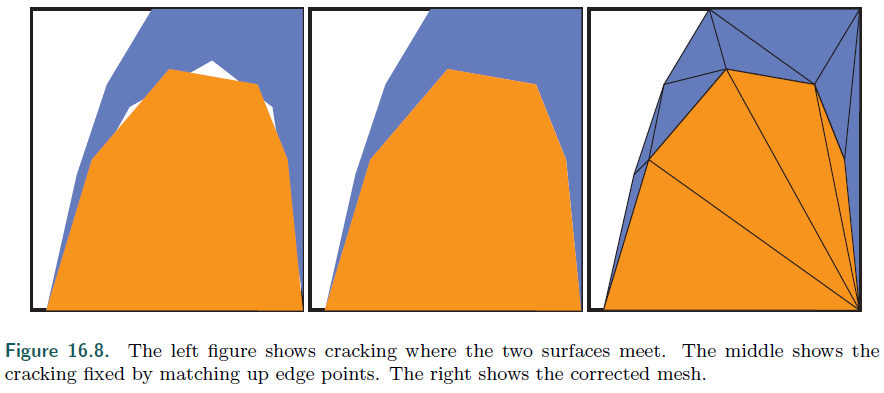 Figure 16.8. The left figure shows cracking where the two surfaces meet. The middle shows the
cracking fixed by matching up edge points. The right shows the corrected mesh.